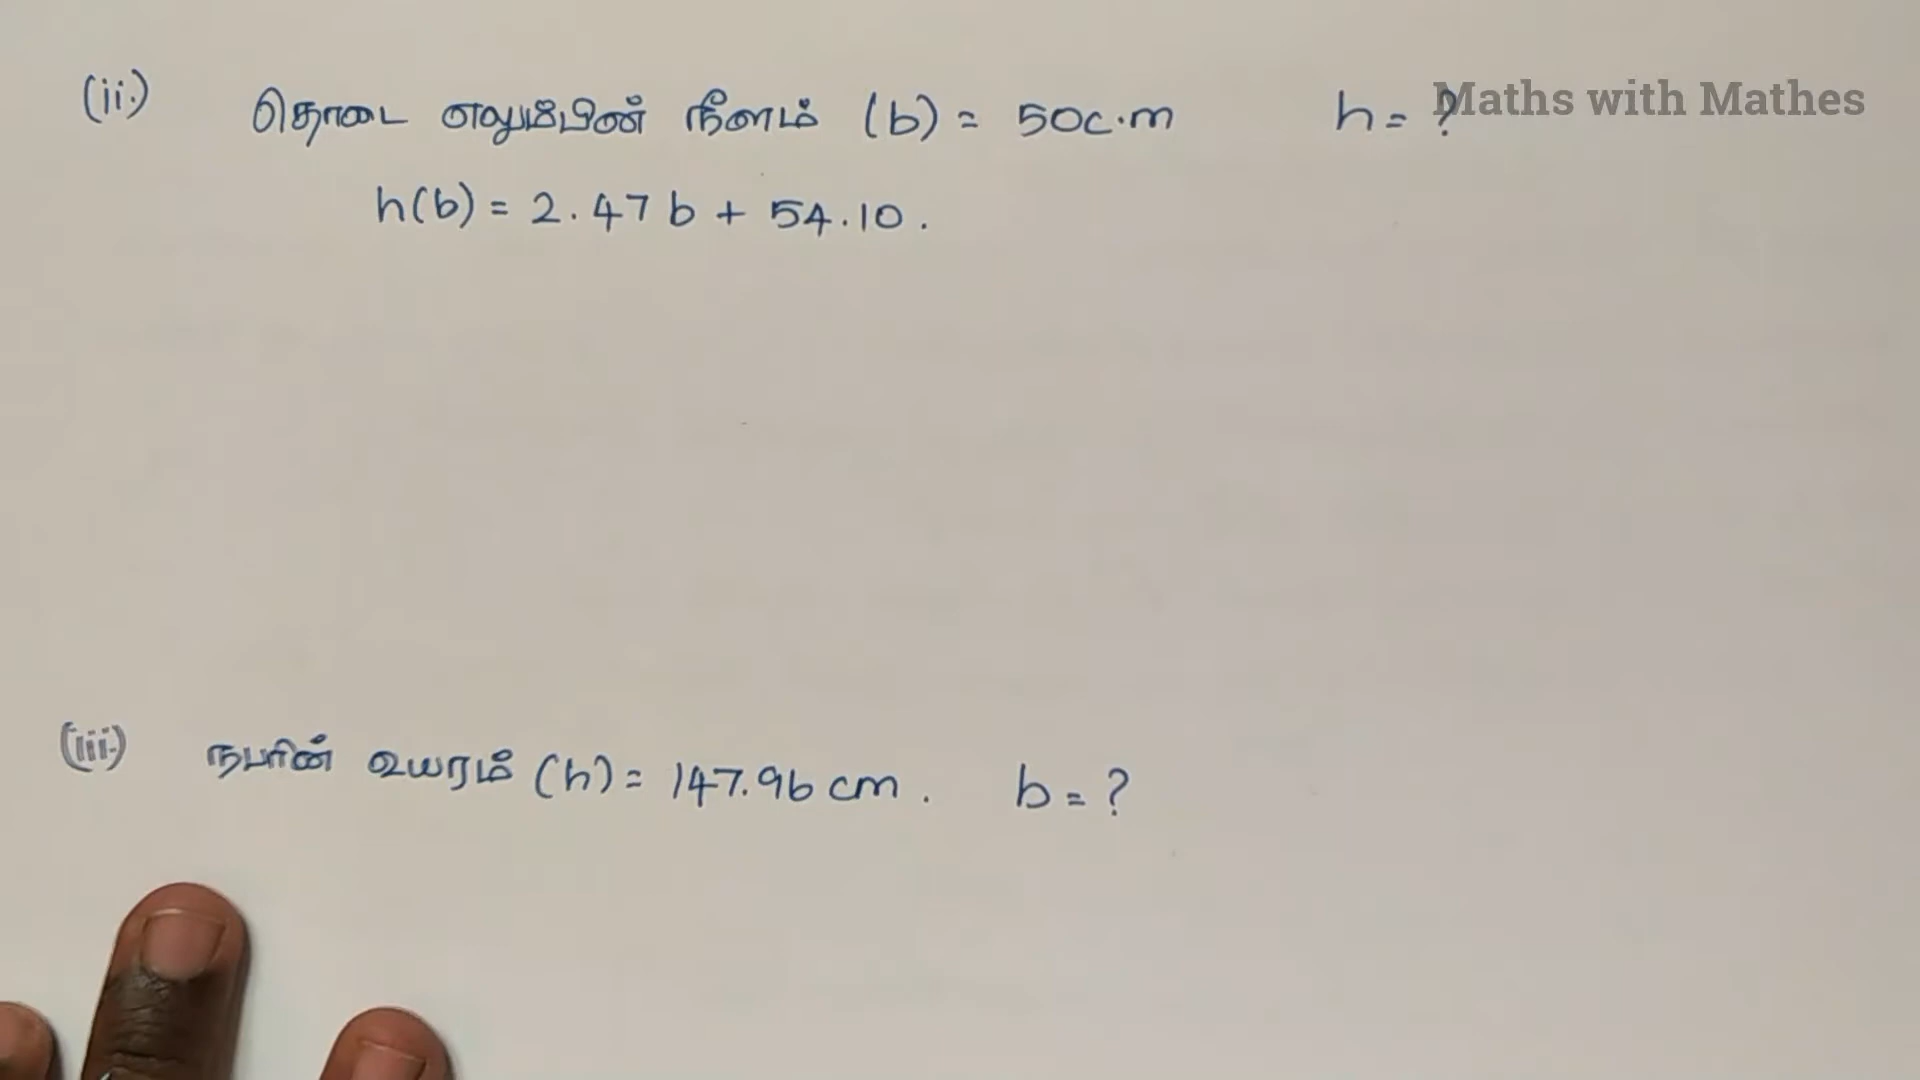 (ii.) தொடை எலும்பின் நீளம் (b) = 50c.m h = ?
Maths with Mathes
h(b) = 2.47 b + 54.10 .
(iii) நபரின் உயரம் (h) = 147.96 cm . b = ?